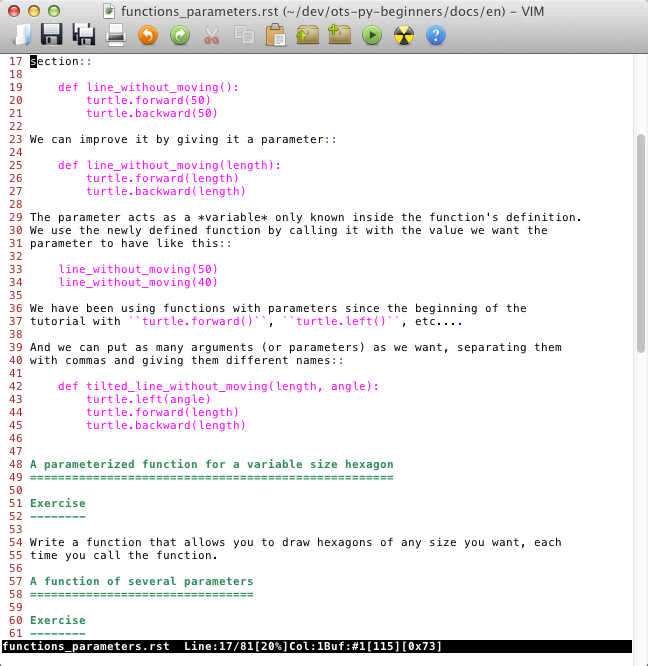 functions_parameters.rst (~/dev/ots-py-beginners/docs/en) – VIM
17 section::
18
19     def line_without_moving():
20         turtle.forward(50)
21         turtle.backward(50)
22
23 We can improve it by giving it a parameter::
24
25     def line_without_moving(length):
26         turtle.forward(length)
27         turtle.backward(length)
28
29 The parameter acts as a *variable* only known inside the function's definition.
30 We use the newly defined function by calling it with the value we want the
31 parameter to have like this::
32
33     line_without_moving(50)
34     line_without_moving(40)
35
36 We have been using functions with parameters since the beginning of the
37 tutorial with ``turtle.forward()``, ``turtle.left()``, etc....
38
39 And we can put as many arguments (or parameters) as we want, separating them
40 with commas and giving them different names::
41
42     def tilted_line_without_moving(length, angle):
43         turtle.left(angle)
44         turtle.forward(length)
45         turtle.backward(length)
46
47
48 A parameterized function for a variable size hexagon
49 ====================================================
50
51 Exercise
52 --------
53
54 Write a function that allows you to draw hexagons of any size you want, each
55 time you call the function.
56
57 A function of several parameters
58 ================================
59
60 Exercise
61 --------
functions_parameters.rst  Line:17/81[20%]Col:1Buf:#1[115][0x73]